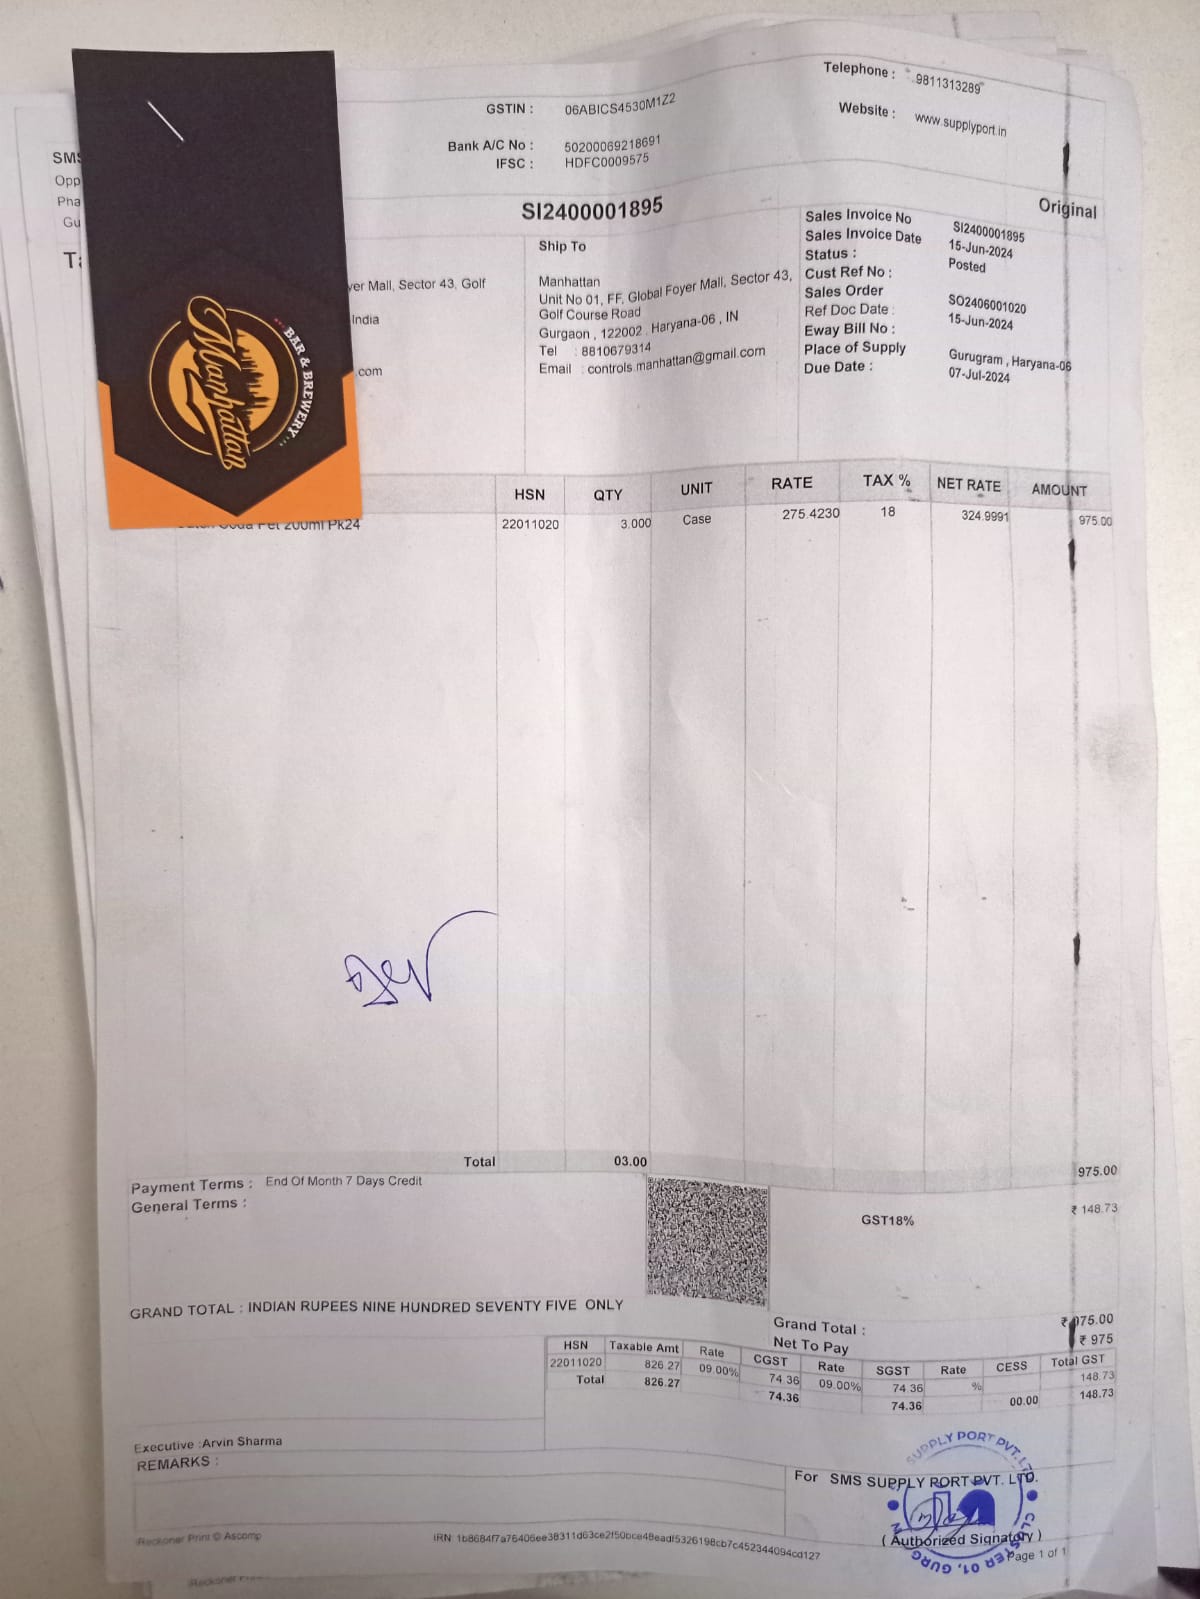 Telephone : 9811313289
GSTIN : 06ABICS4530M1Z2
Website : www.supplyport.in
Bank A/C No : 50200069218691
IFSC : HDFC0009575
SMS
Opp
Pha
Gu
SI2400001895
Original
Ta
Ship To
Sales Invoice No SI2400001895
Sales Invoice Date 15-Jun-2024
Status : Posted
Cust Ref No :
Sales Order SO2406001020
Ref Doc Date : 15-Jun-2024
Eway Bill No :
Place of Supply Gurugram , Haryana-06
Due Date : 07-Jul-2024
yer Mall, Sector 43, Golf
India
.com
Manhattan
Unit No 01, FF, Global Foyer Mall, Sector 43,
Golf Course Road
Gurgaon , 122002 . Haryana-06 , IN
Tel : 8810679314
Email : controls.manhattan@gmail.com
Manhattan
BAR & BREWERY...
HSN QTY UNIT RATE TAX % NET RATE AMOUNT
Soda Pet 200ml Pk24 22011020 3.000 Case 275.4230 18 324.9991 975.00
Total 03.00 975.00
Payment Terms : End Of Month 7 Days Credit
General Terms :
GST18% ₹ 148.73
GRAND TOTAL : INDIAN RUPEES NINE HUNDRED SEVENTY FIVE ONLY
Grand Total : ₹ 975.00
Net To Pay ₹ 975
HSN Taxable Amt Rate CGST Rate SGST Rate CESS Total GST
22011020 826.27 09.00% 74.36 09.00% 74.36 % 148.73
Total 826.27 74.36 74.36 00.00 148.73
Executive :Arvin Sharma
REMARKS :
For SMS SUPPLY PORT PVT. LTD.
SUPPLY PORT PVT. LTD
CLUSTER 01, GURG
( Authorized Signatory )
Reckoner Print © Ascomp
IRN 1b8684f7a76406ee38311d63ce2f50bce48eadf5326198cb7c452344094cd127
Page 1 of 1